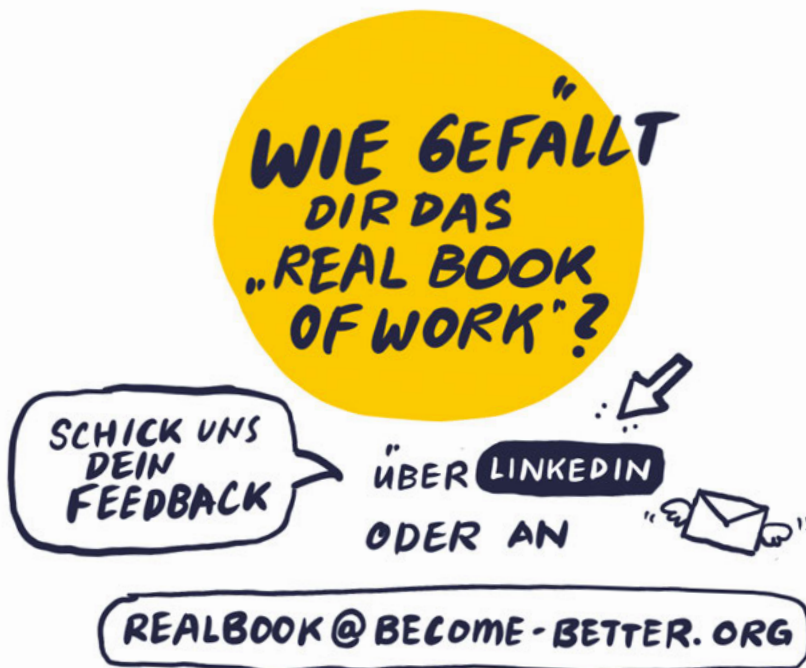 WIE GEFÄLLT
DIR DAS
„REAL BOOK
OF WORK"?
SCHICK UNS
DEIN
FEEDBACK
ÜBER LINKEDIN
ODER AN
REALBOOK@BECOME-BETTER.ORG